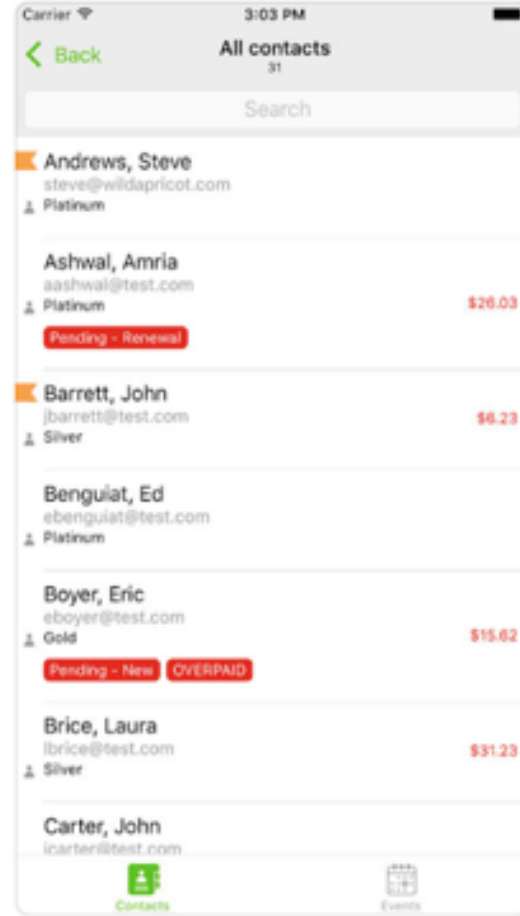 Carrier 3:03 PM
Back All contacts
31
Search
Andrews, Steve
steve@wildapricot.com
Platinum
Ashwal, Amria
aashwal@test.com
Platinum $26.03
Pending - Renewal
Barrett, John
jbarrett@test.com
Silver $6.23
Benguiat, Ed
ebenguiat@test.com
Platinum
Boyer, Eric
eboyer@test.com
Gold $15.62
Pending - New OVERPAID
Brice, Laura
lbrice@test.com
Silver $31.23
Carter, John
jcarter@test.com
Contacts Events